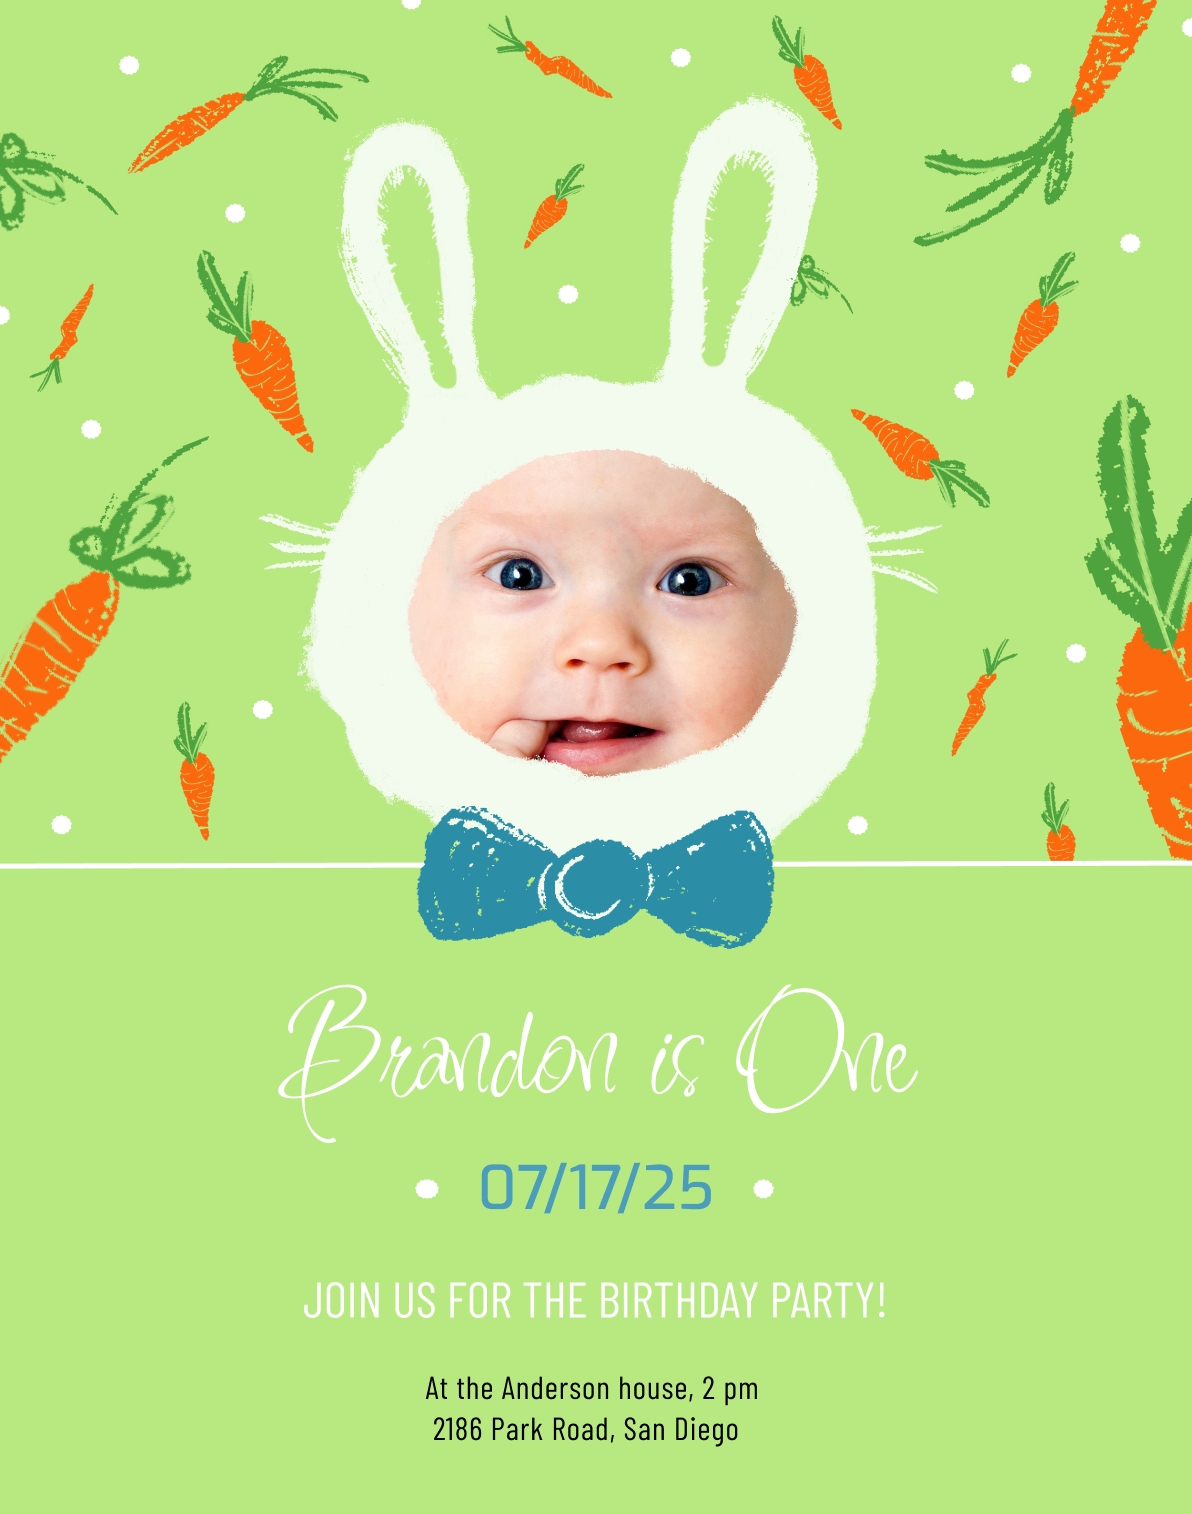 Brandon is One
07/17/25
JOIN US FOR THE BIRTHDAY PARTY!
At the Anderson house, 2 pm
2186 Park Road, San Diego